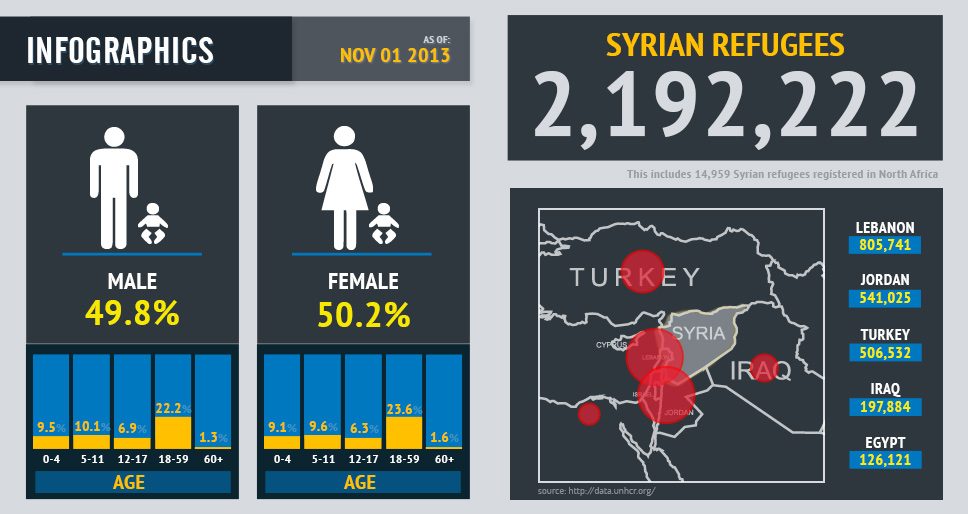 INFOGRAPHICS
AS OF:
NOV 01 2013
MALE
49.8%
9.5%
10.1%
6.9%
22.2%
1.3%
0-4
5-11
12-17
18-59
60+
AGE
FEMALE
50.2%
9.1%
9.6%
6.3%
23.6%
1.6%
0-4
5-11
12-17
18-59
60+
AGE
SYRIAN REFUGEES
2,192,222
This includes 14,959 Syrian refugees registered in North Africa
TURKEY
SYRIA
CYPRUS
LEBANON
IRAQ
ISRAEL
JORDAN
source: http://data.unhcr.org/
LEBANON
805,741
JORDAN
541,025
TURKEY
506,532
IRAQ
197,884
EGYPT
126,121